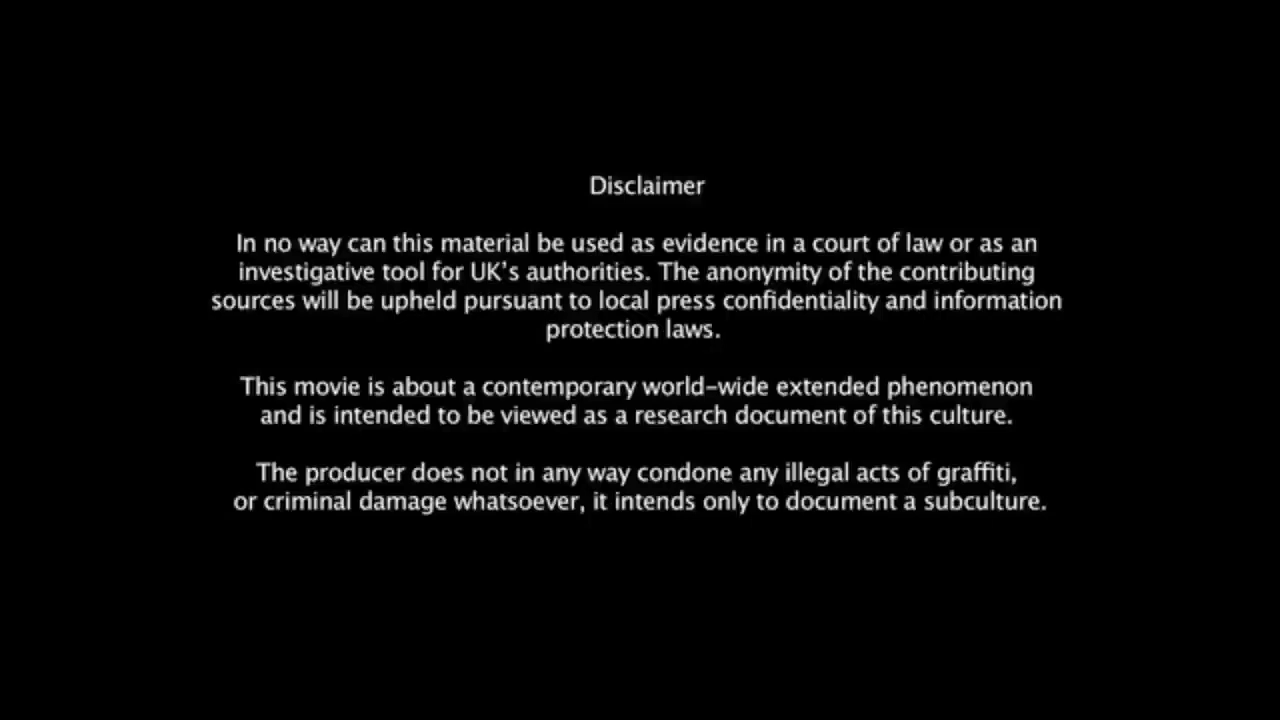 Disclaimer
In no way can this material be used as evidence in a court of law or as an
investigative tool for UK's authorities. The anonymity of the contributing
sources will be upheld pursuant to local press confidentiality and information
protection laws.
This movie is about a contemporary world-wide extended phenomenon
and is intended to be viewed as a research document of this culture.
The producer does not in any way condone any illegal acts of graffiti,
or criminal damage whatsoever, it intends only to document a subculture.